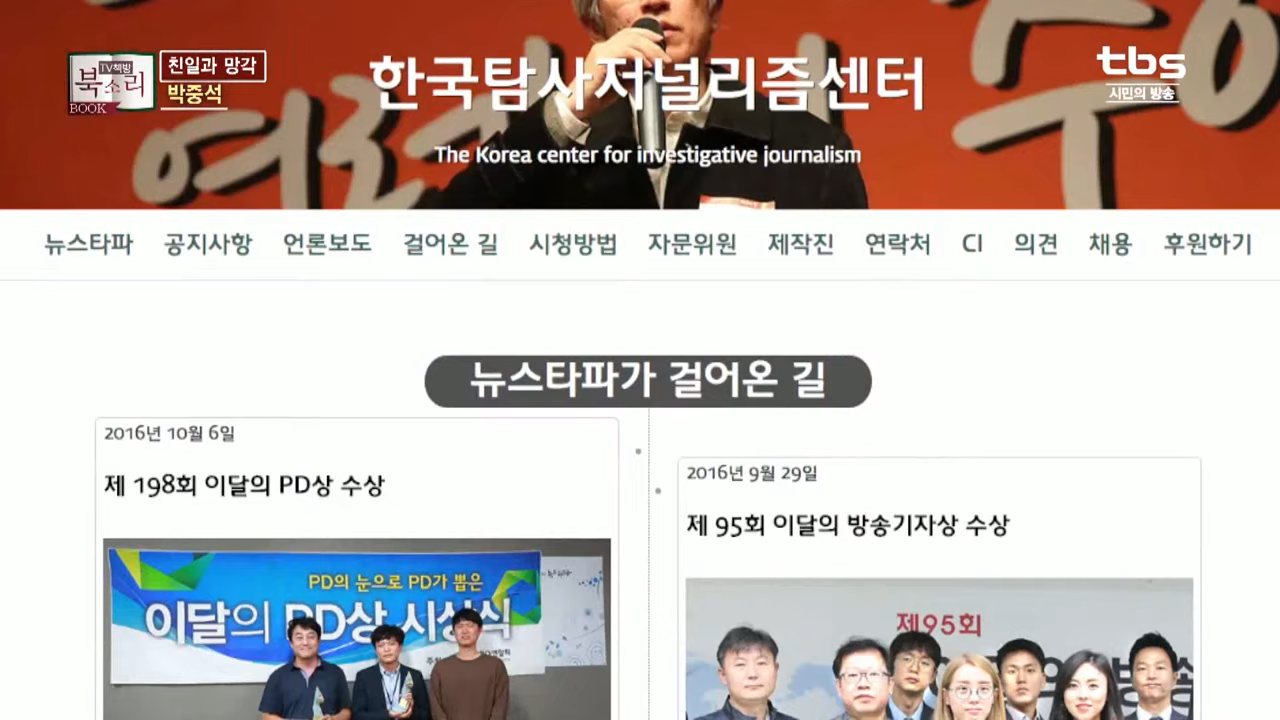 TV책방
북소리
BOOK
친일과 망각
박중석
tbs
시민의 방송
한국탐사저널리즘센터
The Korea center for investigative journalism
뉴스타파 공지사항 언론보도 걸어온 길 시청방법 자문위원 제작진 연락처 CI 의견 채용 후원하기
뉴스타파가 걸어온 길
2016년 10월 6일
제 198회 이달의 PD상 수상
PD의 눈으로 PD가 뽑은
이달의 PD상 시상식
2016년 9월 29일
제 95회 이달의 방송기자상 수상
제95회